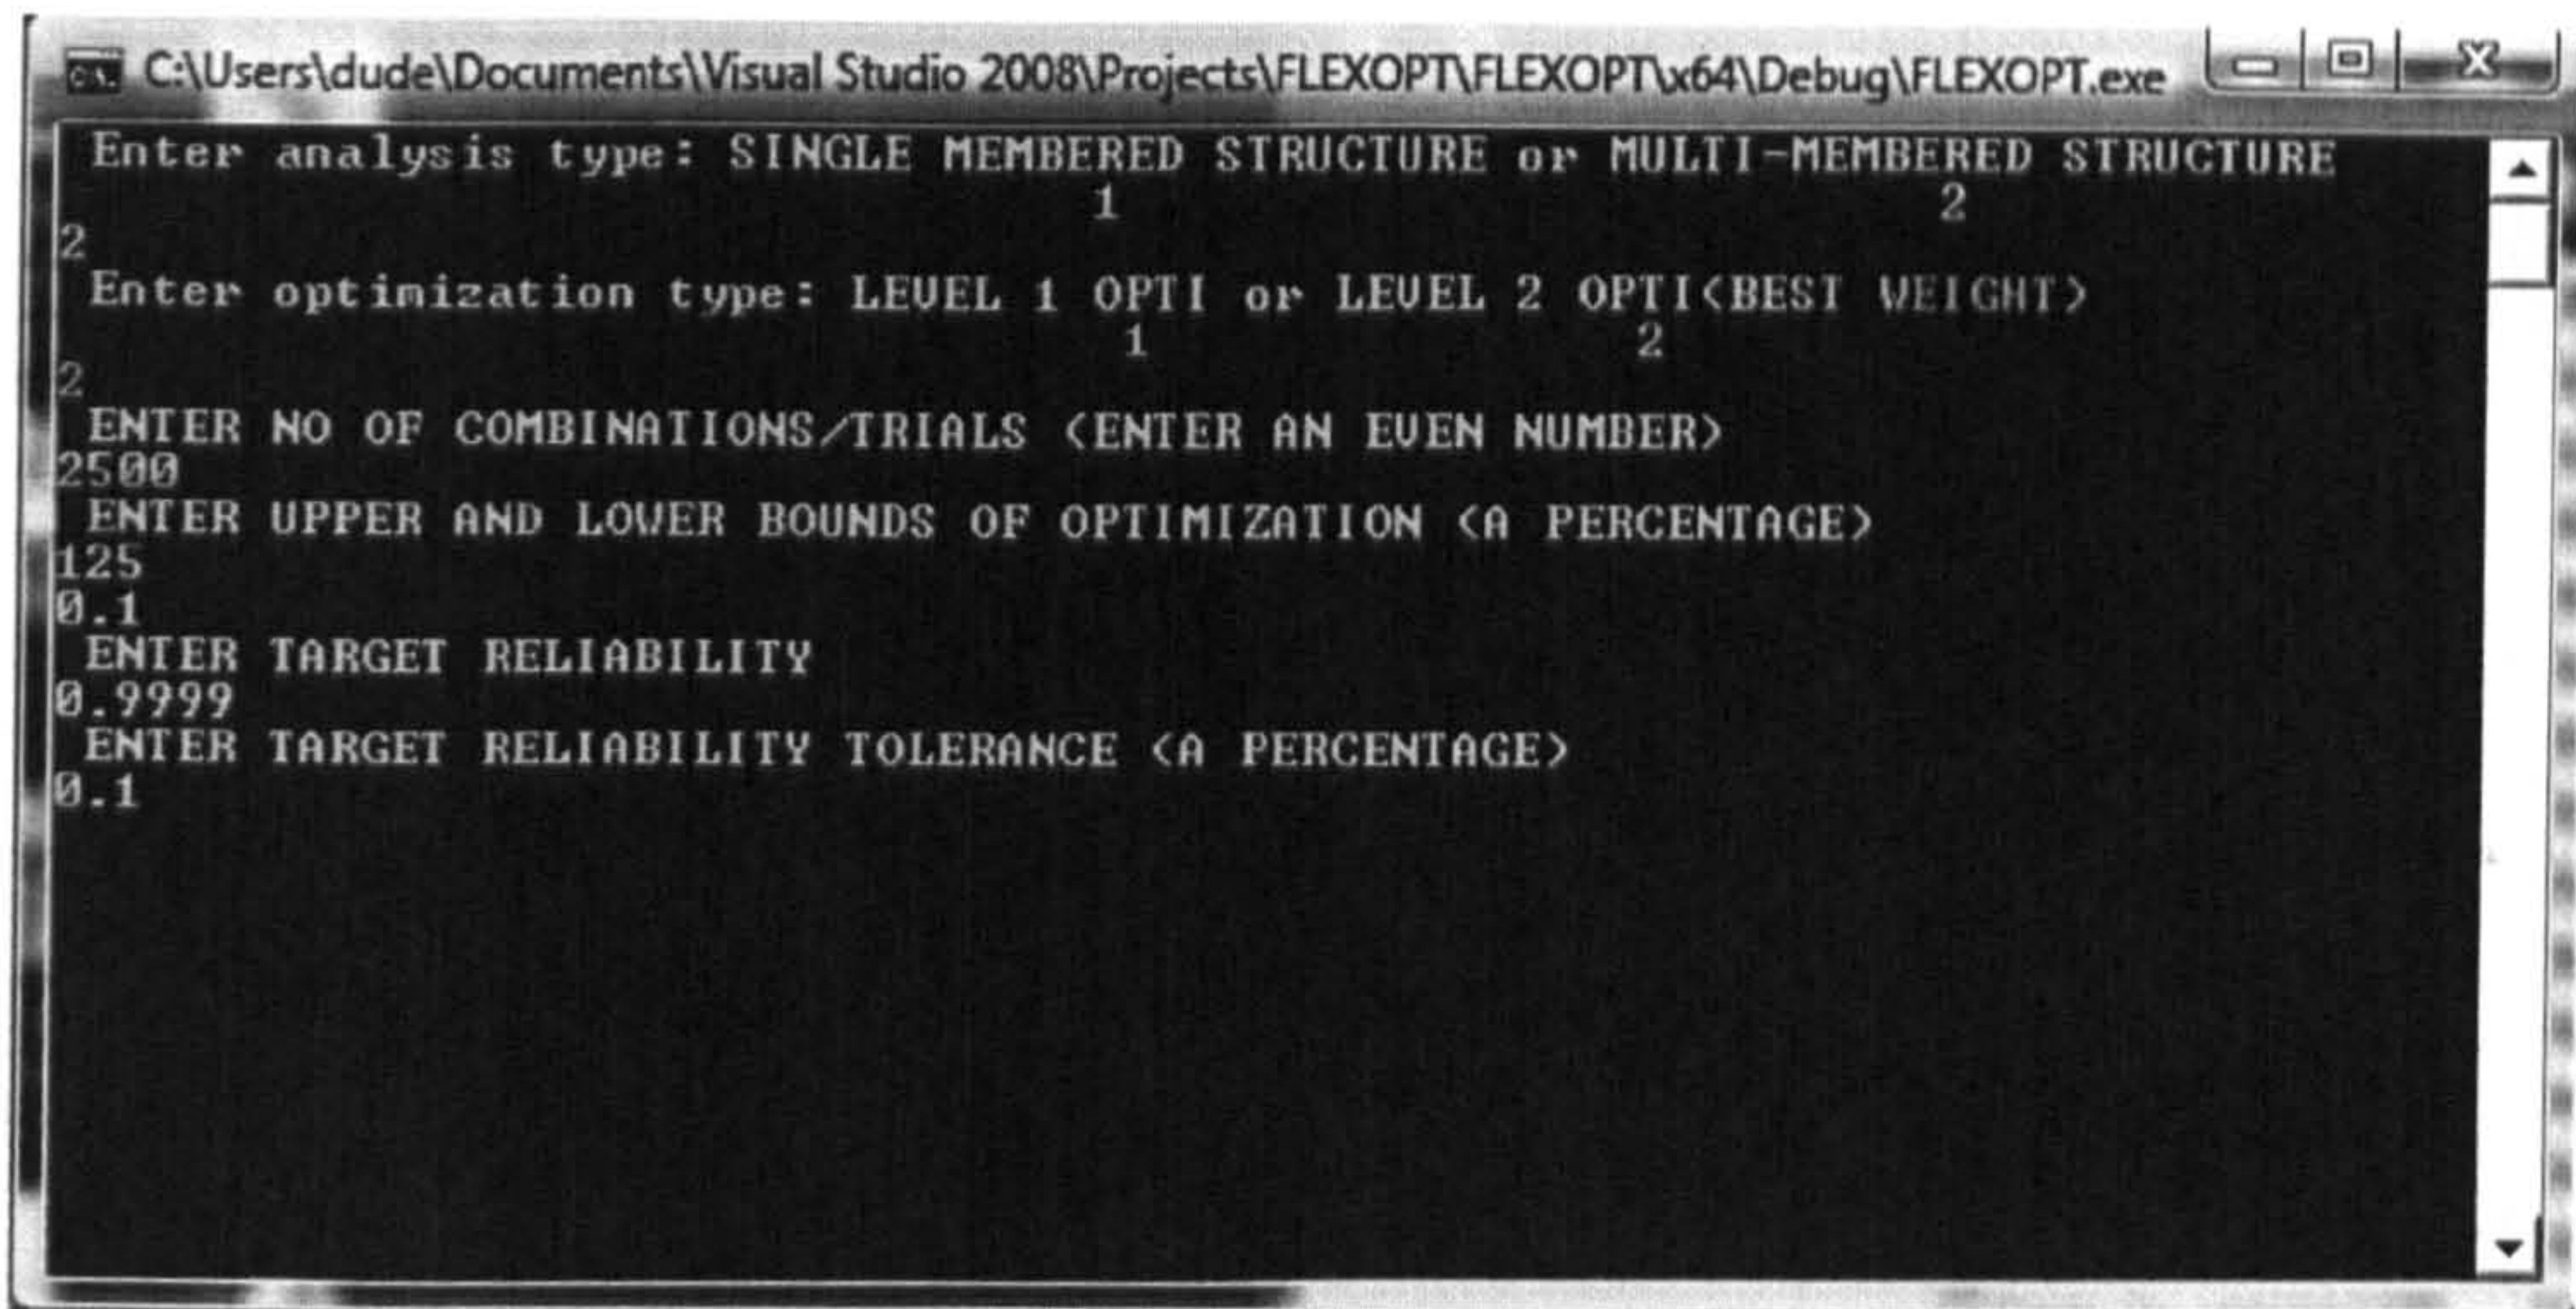 C:\Users\dude\Documents\Visual Studio 2008\Projects\FLEXOPT\FLEXOPT\x64\Debug\FLEXOPT.exe
Enter analysis type: SINGLE MEMBERED STRUCTURE or MULTI-MEMBERED STRUCTURE
1 2
2
Enter optimization type: LEVEL 1 OPTI or LEVEL 2 OPTI(BEST WEIGHT)
1 2
2
ENTER NO OF COMBINATIONS/TRIALS (ENTER AN EVEN NUMBER)
2500
ENTER UPPER AND LOWER BOUNDS OF OPTIMIZATION (A PERCENTAGE)
125
0.1
ENTER TARGET RELIABILITY
0.9999
ENTER TARGET RELIABILITY TOLERANCE (A PERCENTAGE)
0.1